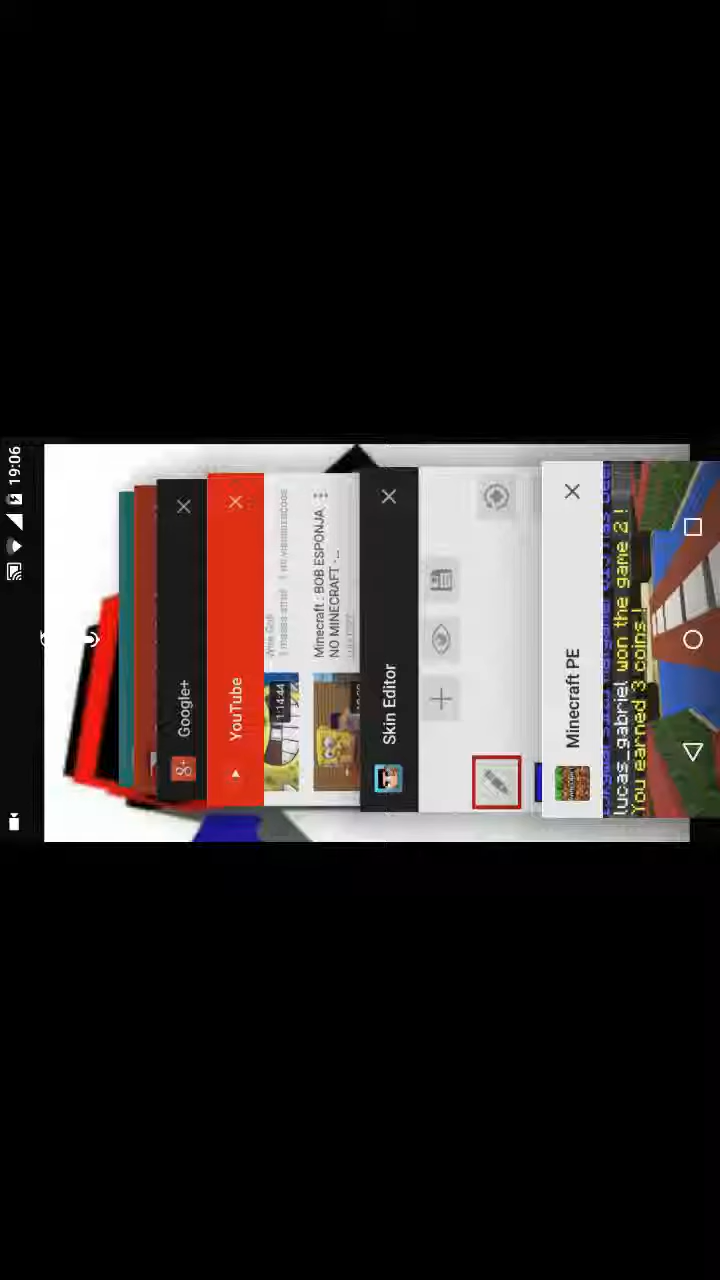 19:06
Google+
YouTube
1:14:44
Minecraft : BOB ESPONJA
NO MINECRAFT - ...
Skin Editor
Minecraft PE
lucas_gabriel won the game 2 !
You earned 3 coins !